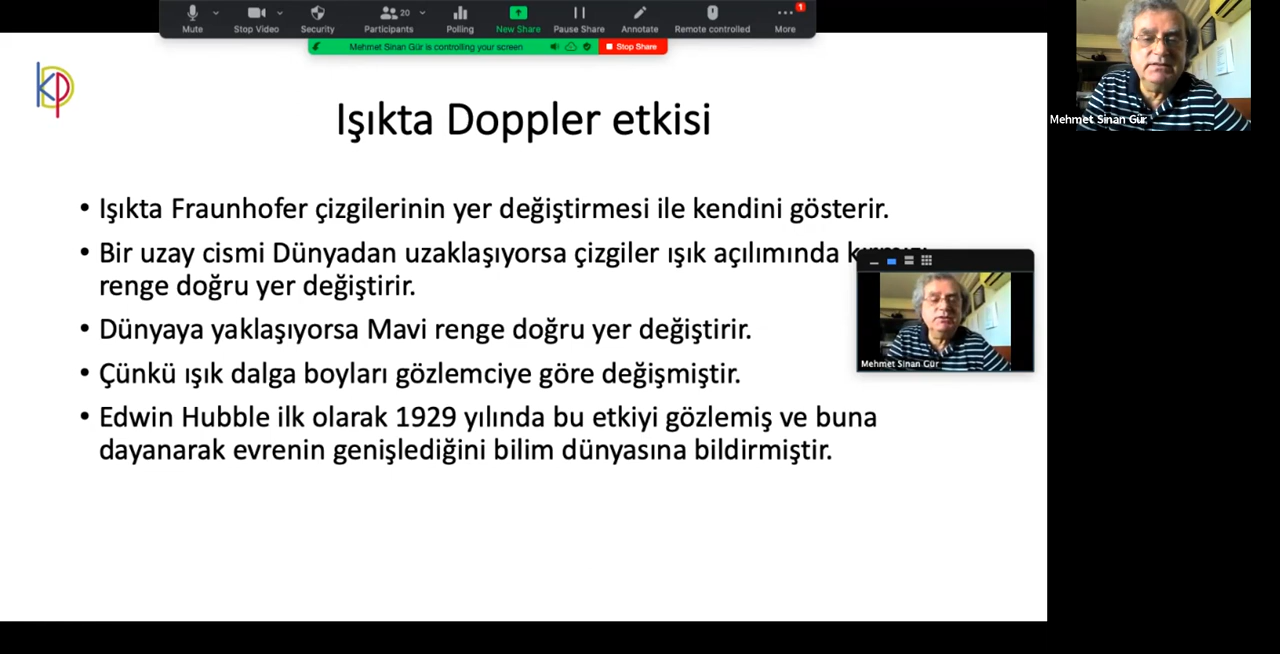 Mute
Stop Video
Security
Participants
20
Polling
New Share
Pause Share
Annotate
Remote controlled
More
1
Mehmet Sinan Gür is controlling your screen
Stop Share
Mehmet Sinan Gür
kp
Işıkta Doppler etkisi
• Işıkta Fraunhofer çizgilerinin yer değiştirmesi ile kendini gösterir.
• Bir uzay cismi Dünyadan uzaklaşıyorsa çizgiler ışık açılımında
renge doğru yer değiştirir.
• Dünyaya yaklaşıyorsa Mavi renge doğru yer değiştirir.
• Çünkü ışık dalga boyları gözlemciye göre değişmiştir.
• Edwin Hubble ilk olarak 1929 yılında bu etkiyi gözlemiş ve buna
dayanarak evrenin genişlediğini bilim dünyasına bildirmiştir.
Mehmet Sinan Gür